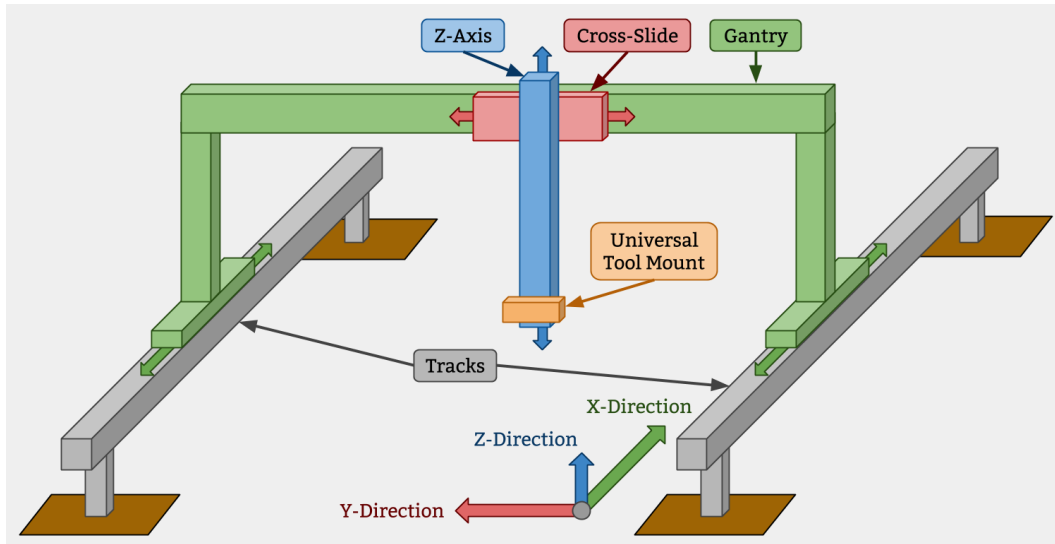 Z-Axis
Cross-Slide
Gantry
Universal
Tool Mount
Tracks
X-Direction
Z-Direction
Y-Direction